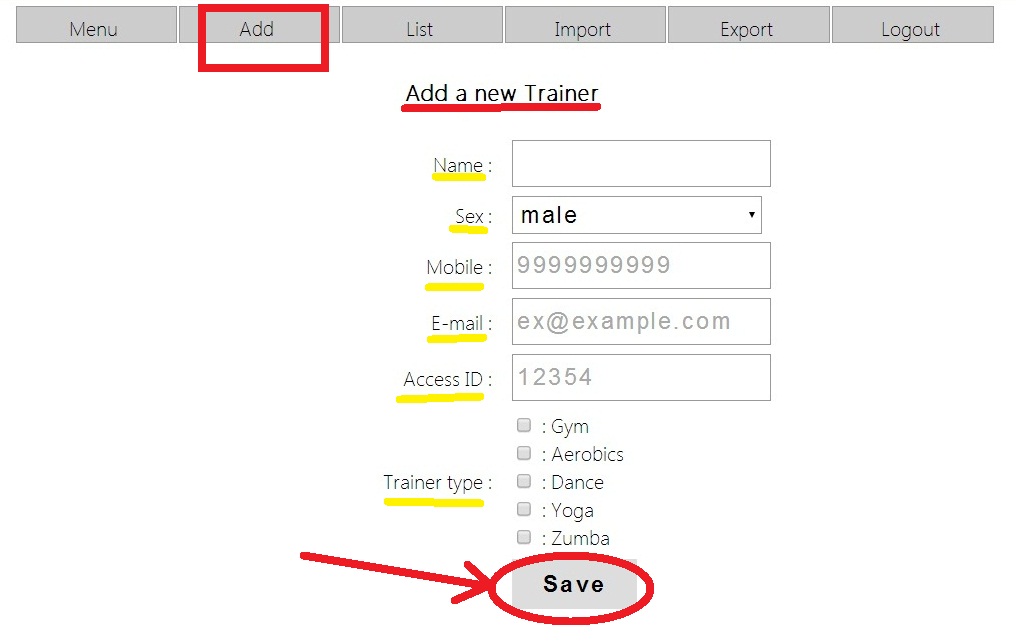 Menu Add List Import Export Logout
Add a new Trainer
Name :
Sex : male
Mobile : 9999999999
E-mail : ex@example.com
Access ID : 12354
: Gym
: Aerobics
Trainer type : : Dance
: Yoga
: Zumba
Save